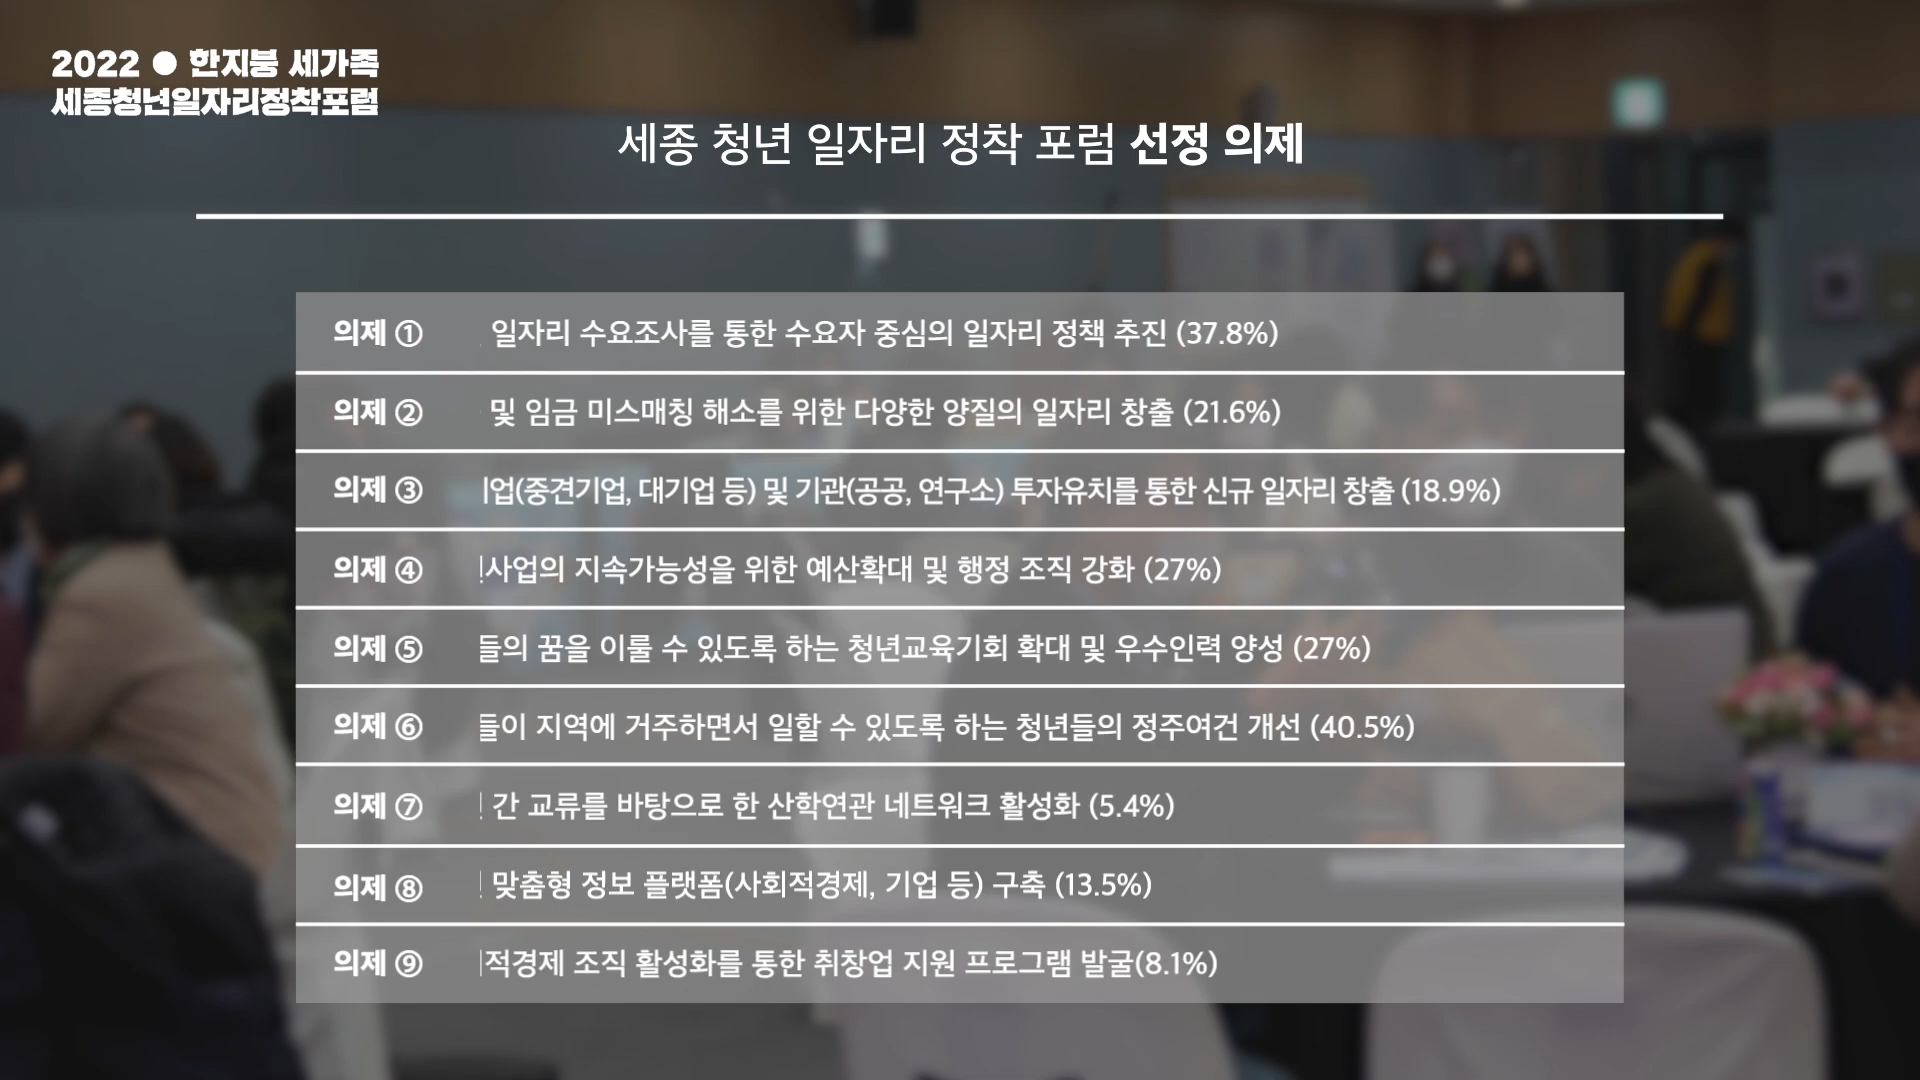 2022 ● 한지붕 세가족
세종청년일자리정착포럼
세종 청년 일자리 정착 포럼 선정 의제
의제 ① 일자리 수요조사를 통한 수요자 중심의 일자리 정책 추진 (37.8%)
의제 ② 및 임금 미스매칭 해소를 위한 다양한 양질의 일자리 창출 (21.6%)
의제 ③ 업(중견기업, 대기업 등) 및 기관(공공, 연구소) 투자유치를 통한 신규 일자리 창출 (18.9%)
의제 ④ 사업의 지속가능성을 위한 예산확대 및 행정 조직 강화 (27%)
의제 ⑤ 들의 꿈을 이룰 수 있도록 하는 청년교육기회 확대 및 우수인력 양성 (27%)
의제 ⑥ 들이 지역에 거주하면서 일할 수 있도록 하는 청년들의 정주여건 개선 (40.5%)
의제 ⑦ 간 교류를 바탕으로 한 산학연관 네트워크 활성화 (5.4%)
의제 ⑧ 맞춤형 정보 플랫폼(사회적경제, 기업 등) 구축 (13.5%)
의제 ⑨ 적경제 조직 활성화를 통한 취창업 지원 프로그램 발굴(8.1%)